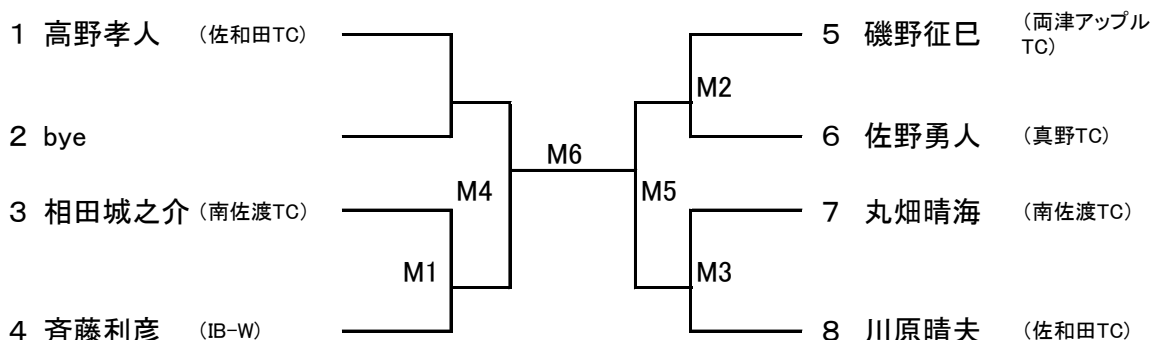 1 高野孝人 (佐和田TC)
2 bye
3 相田城之介 (南佐渡TC)
4 斉藤利彦 (IB-W)
M1
M4
M6
5 磯野征巳 (両津アップル
TC)
6 佐野勇人 (真野TC)
7 丸畑晴海 (南佐渡TC)
8 川原晴夫 (佐和田TC)
M2
M5
M3